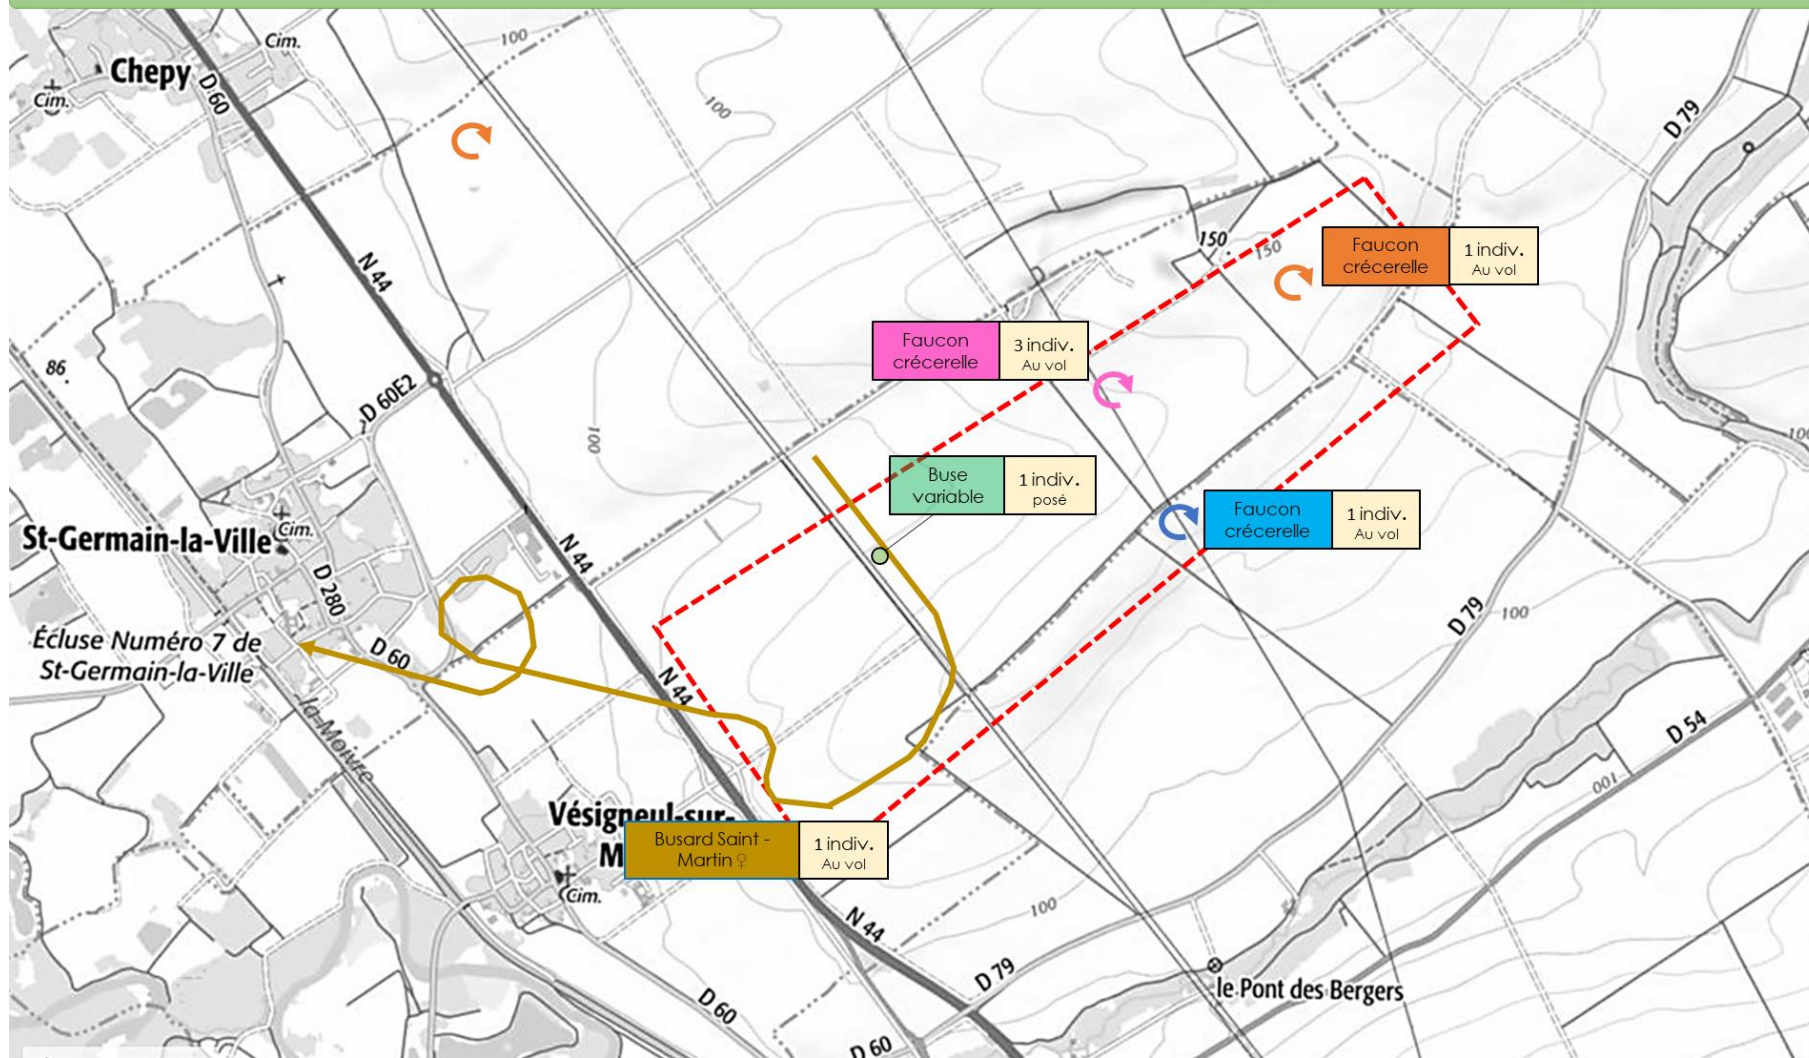 Cim.
Chepy
Cim.
D 60
100
100
D 79
N 44
150
150
Faucon
crécerelle
1 indiv.
Au vol
Faucon
crécerelle
3 indiv.
Au vol
86
D 60E2
100
Buse
variable
1 indiv.
posé
Faucon
crécerelle
1 indiv.
Au vol
St-Germain-la-Ville
Cim.
N 44
D 280
D 79
100
Écluse Numéro 7 de
St-Germain-la-Ville
D 60
N 44
la Moivre
D 54
100
Vésigneul-sur-
M
Busard Saint -
Martin ♀
1 indiv.
Au vol
Cim.
N 44
100
D 79
le Pont des Bergers
D 60
D 60